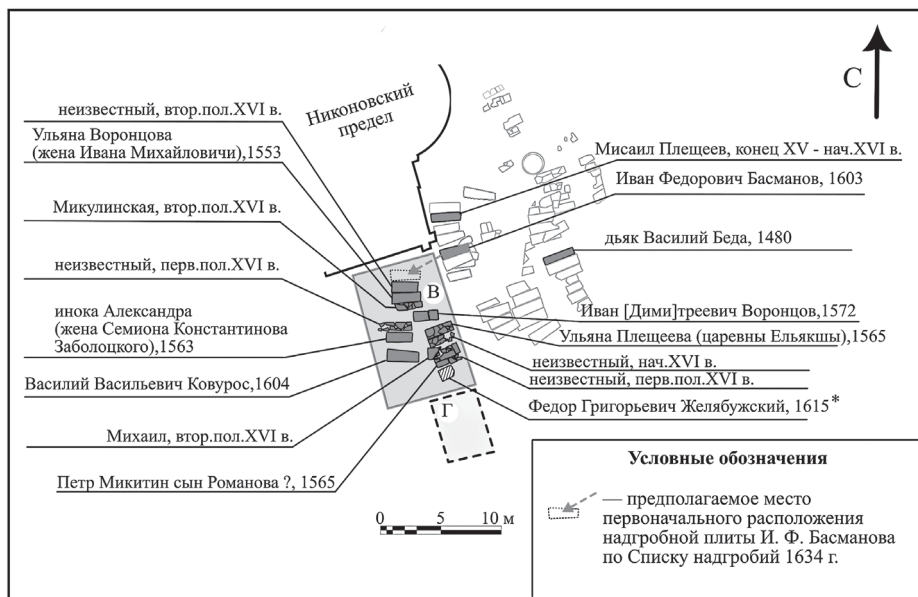 Никоновский
предел
С
неизвестный, втор.пол.XVI в.
Ульяна Воронцова
(жена Ивана Михайловичи),1553
Микулинская, втор.пол.XVI в.
неизвестный, перв.пол.XVI в.
инока Александра
(жена Семиона Константинова
Заболоцкого),1563
Василий Васильевич Ковурос,1604
Михаил, втор.пол.XVI в.
Петр Микитин сын Романова ?, 1565
Мисаил Плещеев, конец XV - нач.XVI в.
Иван Федорович Басманов, 1603
дьяк Василий Беда, 1480
В
Иван [Дими]треевич Воронцов,1572
Ульяна Плещеева (царевны Ельякшы),1565
неизвестный, нач.XVI в.
неизвестный, перв.пол.XVI в.
Федор Григорьевич Желябужский, 1615*
Г
0 5 10 м
Условные обозначения
— предполагаемое место
первоначального расположения
надгробной плиты И. Ф. Басманова
по Списку надгробий 1634 г.